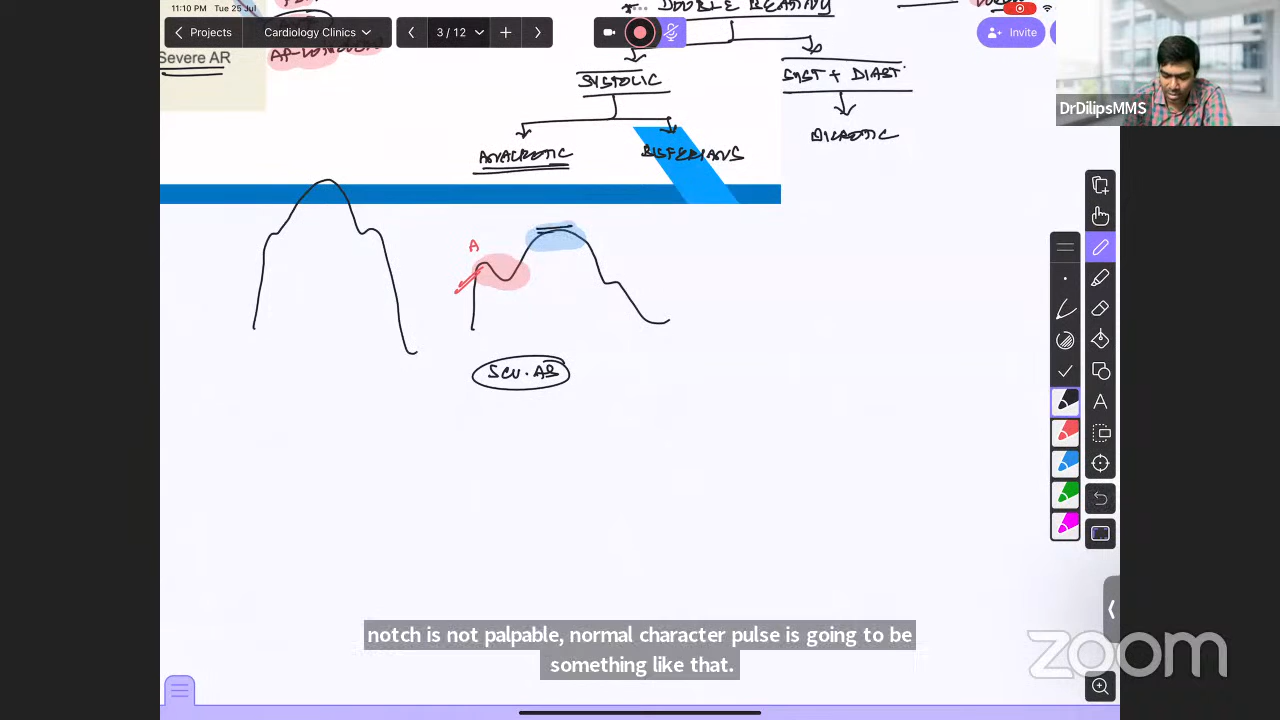 11:10 PM Tue 25 Jul
DOUBLE BEATING
Projects
Cardiology Clinics
3 / 12
Invite
Severe AR
SYSTOLIC
SYST + DIAST
DrDilipsMMS
DICROTIC
ANACROTIC
BISFERIANS
A
SEV. AS
notch is not palpable, normal character pulse is going to be
something like that.
zoom